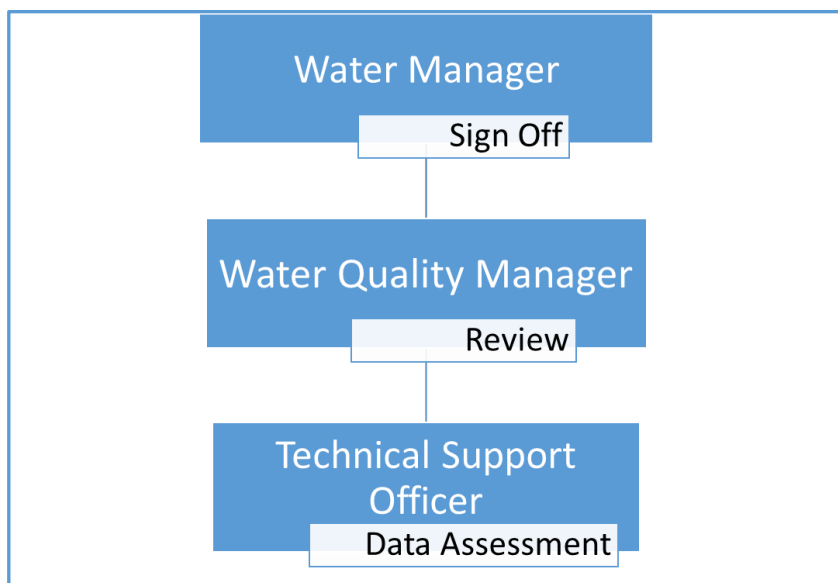 Water Manager
Sign Off
Water Quality Manager
Review
Technical Support
Officer
Data Assessment